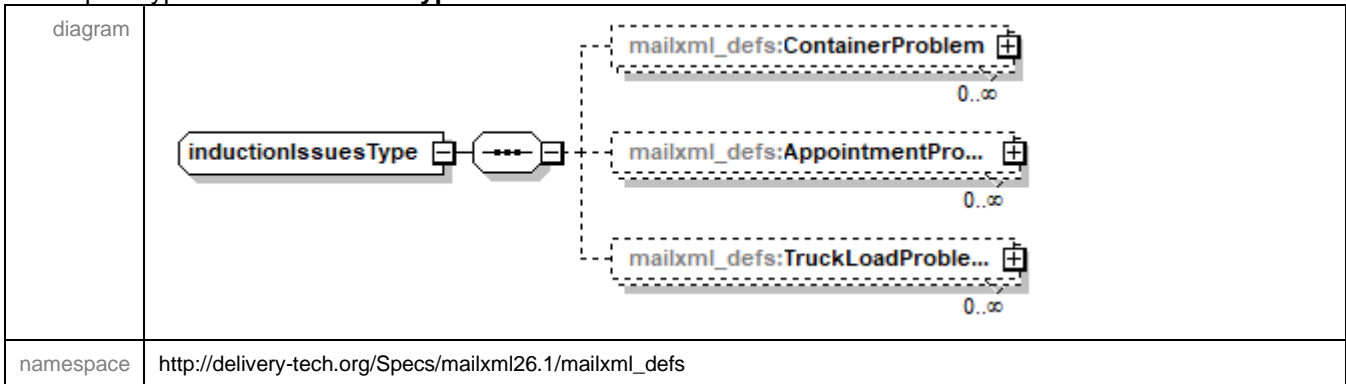 diagram
mailxml_defs:ContainerProblem
0..∞
inductionIssuesType
mailxml_defs:AppointmentPro...
0..∞
mailxml_defs:TruckLoadProble...
0..∞
namespace
http://delivery-tech.org/Specs/mailxml26.1/mailxml_defs